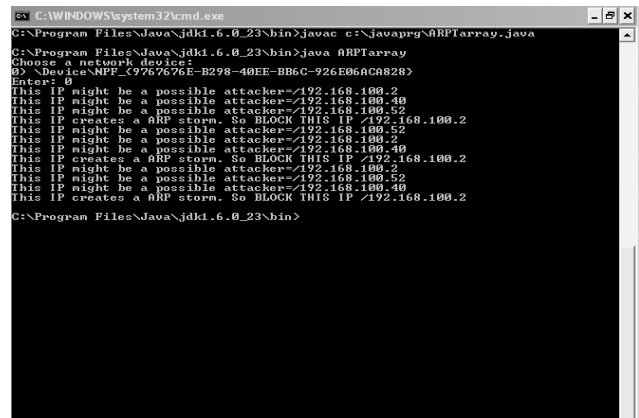 C:\WINDOWS\system32\cmd.exe
C:\Program Files\Java\jdk1.6.0_23\bin>javac c:\javaprg\ARPTarray.java
C:\Program Files\Java\jdk1.6.0_23\bin>java ARPTarray
Choose a network device:
0) \Device\NPF_{9767676E-B298-40EE-BB6C-926E06ACA828}
Enter: 0
This IP might be a possible attacker=/192.168.100.2
This IP might be a possible attacker=/192.168.100.40
This IP might be a possible attacker=/192.168.100.52
This IP creates a ARP storm. So BLOCK THIS IP /192.168.100.2
This IP might be a possible attacker=/192.168.100.52
This IP might be a possible attacker=/192.168.100.2
This IP might be a possible attacker=/192.168.100.40
This IP creates a ARP storm. So BLOCK THIS IP /192.168.100.2
This IP might be a possible attacker=/192.168.100.2
This IP might be a possible attacker=/192.168.100.52
This IP might be a possible attacker=/192.168.100.40
This IP creates a ARP storm. So BLOCK THIS IP /192.168.100.2
C:\Program Files\Java\jdk1.6.0_23\bin>